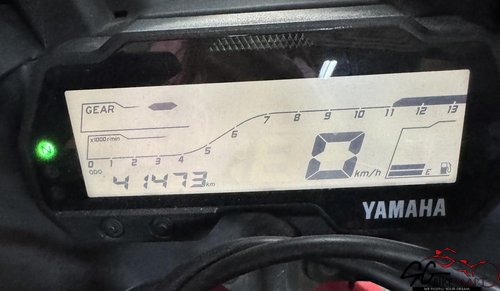 GEAR
x1000r/min
0 1 2 3 4 5 6 7 8 9 10 11 12 13
N
ODO
41473 km
0 km/h
E
YAMAHA